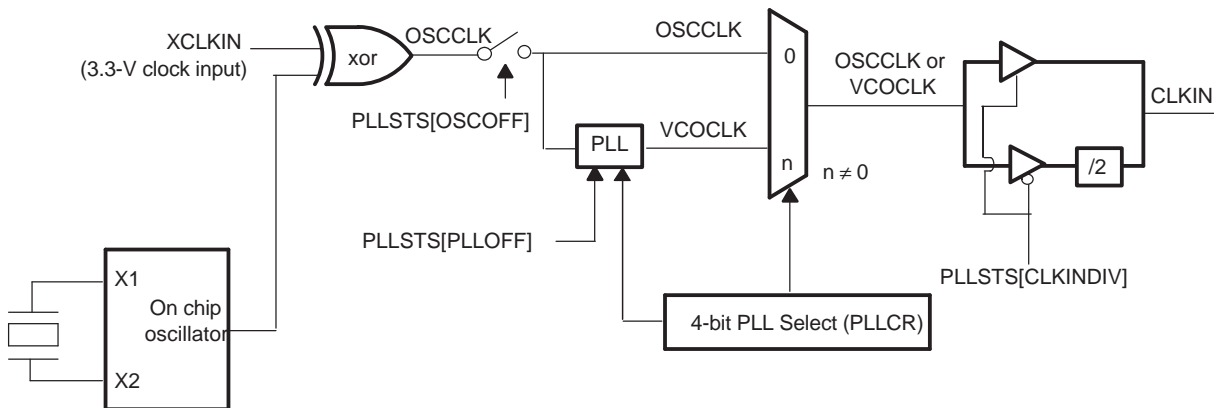 XCLKIN
(3.3-V clock input)
xor
OSCCLK
PLLSTS[OSCOFF]
OSCCLK
0
PLL
VCOCLK
n
n ≠ 0
OSCCLK or
VCOCLK
/2
CLKIN
PLLSTS[PLLOFF]
PLLSTS[CLKINDIV]
X1
On chip
oscillator
X2
4-bit PLL Select (PLLCR)